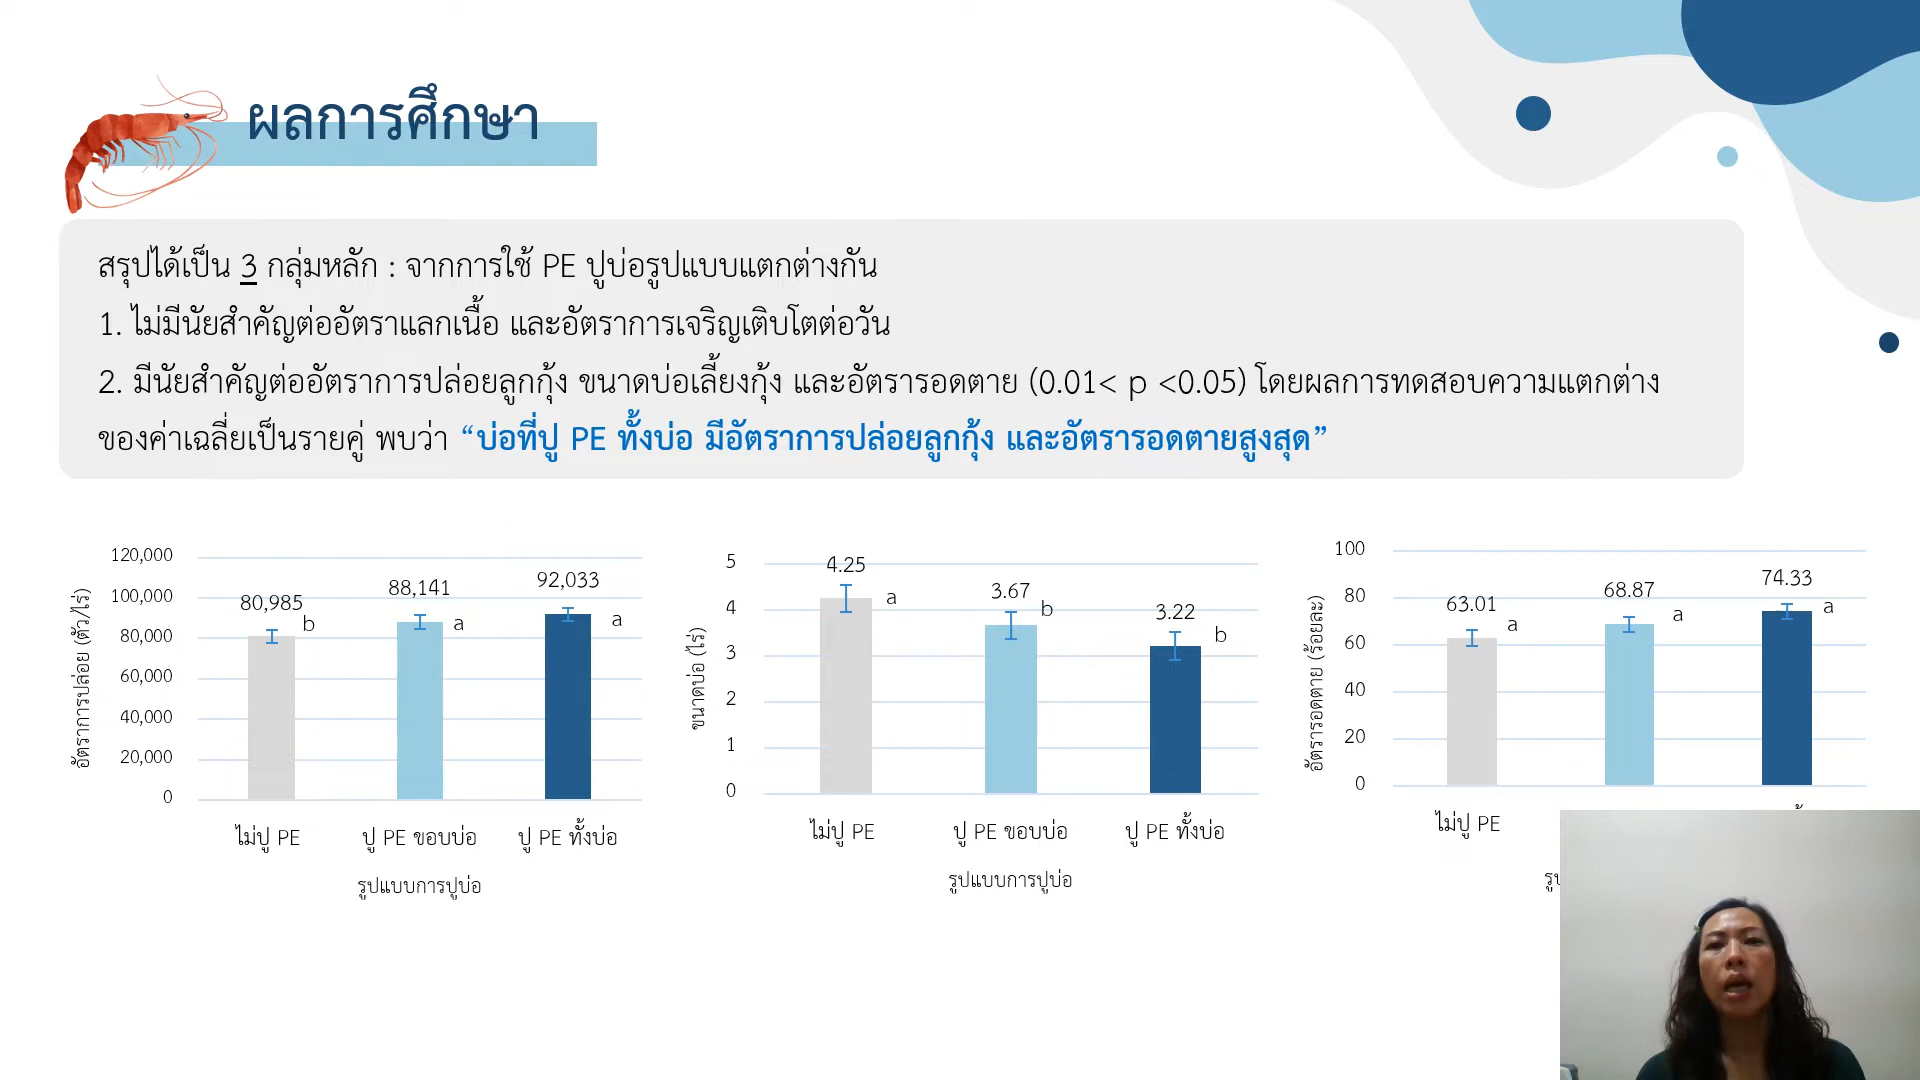 ผลการศึกษา
สรุปได้เป็น 3 กลุ่มหลัก : จากการใช้ PE ปูบ่อรูปแบบแตกต่างกัน
1. ไม่มีนัยสำคัญต่ออัตราแลกเนื้อ และอัตราการเจริญเติบโตต่อวัน
2. มีนัยสำคัญต่ออัตราการปล่อยลูกกุ้ง ขนาดบ่อเลี้ยงกุ้ง และอัตรารอดตาย (0.01< p <0.05) โดยผลการทดสอบความแตกต่าง
ของค่าเฉลี่ยเป็นรายคู่ พบว่า “บ่อที่ปู PE ทั้งบ่อ มีอัตราการปล่อยลูกกุ้ง และอัตรารอดตายสูงสุด”
อัตราการปล่อย (ตัว/ไร่)
120,000
100,000
80,000
60,000
40,000
20,000
0
80,985
b
88,141
a
92,033
a
ไม่ปู PE
ปู PE ขอบบ่อ
ปู PE ทั้งบ่อ
รูปแบบการปูบ่อ
ขนาดบ่อ (ไร่)
5
4
3
2
1
0
4.25
a
3.67
b
3.22
b
ไม่ปู PE
ปู PE ขอบบ่อ
ปู PE ทั้งบ่อ
รูปแบบการปูบ่อ
อัตรารอดตาย (ร้อยละ)
100
80
60
40
20
0
63.01
a
68.87
a
74.33
a
ไม่ปู PE